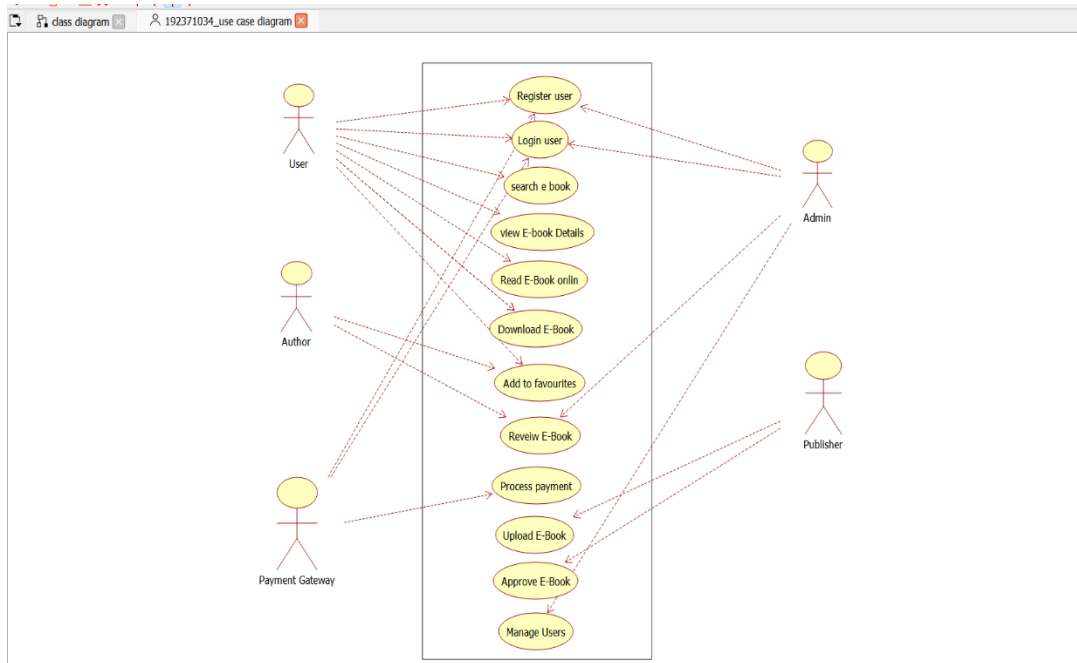 class diagram
192371034_use case diagram
Register user
Login user
User
search e book
Admin
view E-book Details
Read E-Book onlin
Author
Download E-Book
Add to favourites
Reveiw E-Book
Publisher
Process payment
Upload E-Book
Payment Gateway
Approve E-Book
Manage Users